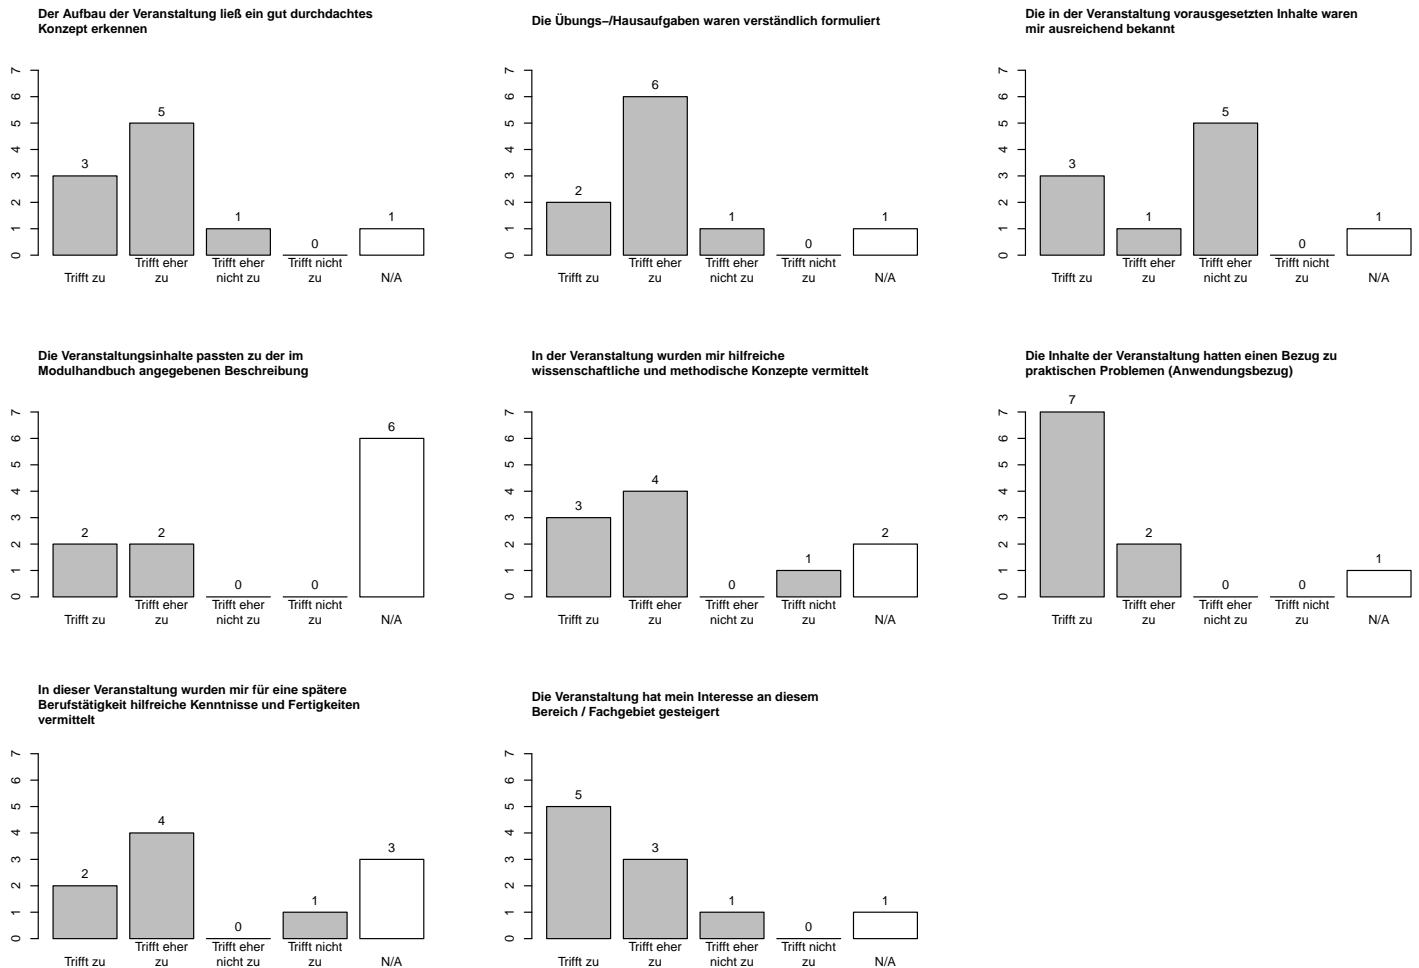 Der Aufbau der Veranstaltung ließ ein gut durchdachtes
Konzept erkennen
7
6
5
4
3
2
1
0
3
5
1
0
1
Trifft zu
Trifft eher
zu
Trifft eher
nicht zu
Trifft nicht
zu
N/A
Die Übungs–/Hausaufgaben waren verständlich formuliert
7
6
5
4
3
2
1
0
2
6
1
0
1
Trifft zu
Trifft eher
zu
Trifft eher
nicht zu
Trifft nicht
zu
N/A
Die in der Veranstaltung vorausgesetzten Inhalte waren
mir ausreichend bekannt
7
6
5
4
3
2
1
0
3
1
5
0
1
Trifft zu
Trifft eher
zu
Trifft eher
nicht zu
Trifft nicht
zu
N/A
Die Veranstaltungsinhalte passten zu der im
Modulhandbuch angegebenen Beschreibung
7
6
5
4
3
2
1
0
2
2
0
0
6
Trifft zu
Trifft eher
zu
Trifft eher
nicht zu
Trifft nicht
zu
N/A
In der Veranstaltung wurden mir hilfreiche
wissenschaftliche und methodische Konzepte vermittelt
7
6
5
4
3
2
1
0
3
4
0
1
2
Trifft zu
Trifft eher
zu
Trifft eher
nicht zu
Trifft nicht
zu
N/A
Die Inhalte der Veranstaltung hatten einen Bezug zu
praktischen Problemen (Anwendungsbezug)
7
6
5
4
3
2
1
0
7
2
0
0
1
Trifft zu
Trifft eher
zu
Trifft eher
nicht zu
Trifft nicht
zu
N/A
In dieser Veranstaltung wurden mir für eine spätere
Berufstätigkeit hilfreiche Kenntnisse und Fertigkeiten
vermittelt
7
6
5
4
3
2
1
0
2
4
0
1
3
Trifft zu
Trifft eher
zu
Trifft eher
nicht zu
Trifft nicht
zu
N/A
Die Veranstaltung hat mein Interesse an diesem
Bereich / Fachgebiet gesteigert
7
6
5
4
3
2
1
0
5
3
1
0
1
Trifft zu
Trifft eher
zu
Trifft eher
nicht zu
Trifft nicht
zu
N/A